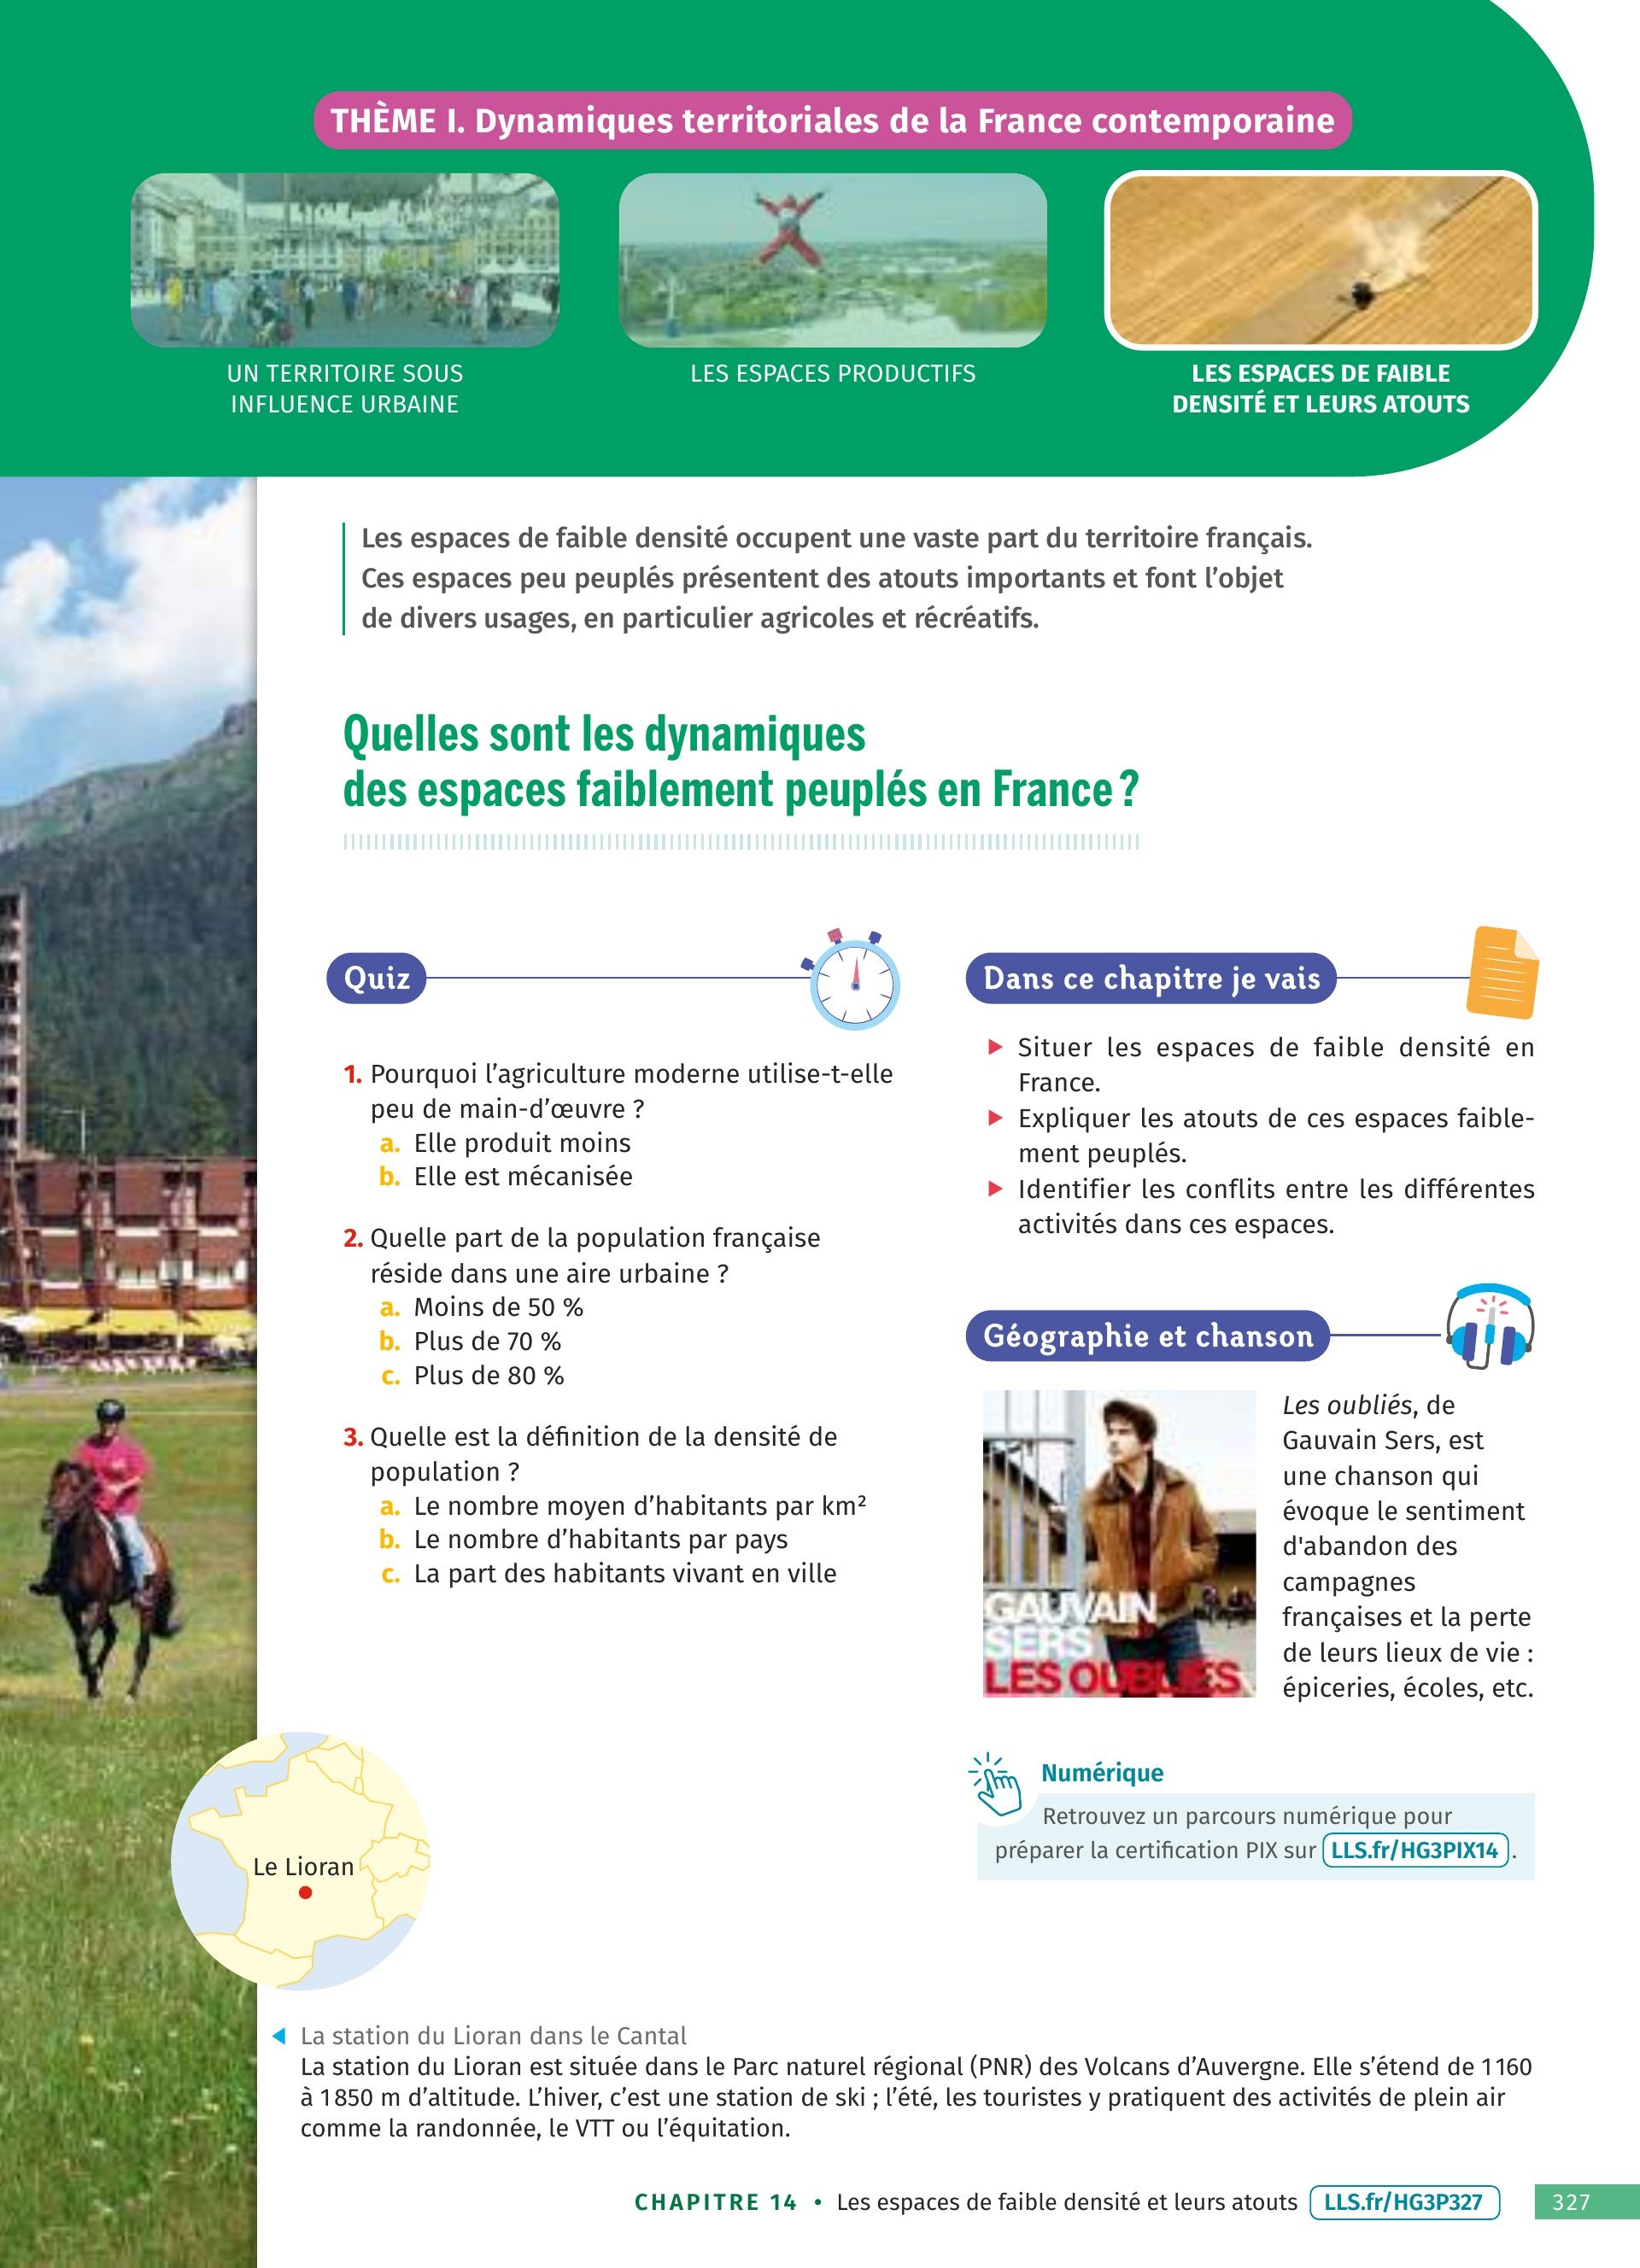 THÈME I. Dynamiques territoriales de la France contemporaine
UN TERRITOIRE SOUS
INFLUENCE URBAINE
LES ESPACES PRODUCTIFS
LES ESPACES DE FAIBLE
DENSITÉ ET LEURS ATOUTS
Les espaces de faible densité occupent une vaste part du territoire français.
Ces espaces peu peuplés présentent des atouts importants et font l’objet
de divers usages, en particulier agricoles et récréatifs.
Quelles sont les dynamiques
des espaces faiblement peuplés en France ?
Quiz
1. Pourquoi l’agriculture moderne utilise-t-elle
peu de main-d’œuvre ?
a. Elle produit moins
b. Elle est mécanisée
2. Quelle part de la population française
réside dans une aire urbaine ?
a. Moins de 50 %
b. Plus de 70 %
c. Plus de 80 %
3. Quelle est la définition de la densité de
population ?
a. Le nombre moyen d’habitants par km²
b. Le nombre d’habitants par pays
c. La part des habitants vivant en ville
Dans ce chapitre je vais
Situer les espaces de faible densité en
France.
Expliquer les atouts de ces espaces faible-
ment peuplés.
Identifier les conflits entre les différentes
activités dans ces espaces.
Géographie et chanson
GAUVAIN
SERS
LES OUBLIÉS
Les oubliés, de
Gauvain Sers, est
une chanson qui
évoque le sentiment
d'abandon des
campagnes
françaises et la perte
de leurs lieux de vie :
épiceries, écoles, etc.
Numérique
Retrouvez un parcours numérique pour
préparer la certification PIX sur LLS.fr/HG3PIX14 .
Le Lioran
La station du Lioran dans le Cantal
La station du Lioran est située dans le Parc naturel régional (PNR) des Volcans d’Auvergne. Elle s’étend de 1 160
à 1 850 m d’altitude. L’hiver, c’est une station de ski ; l’été, les touristes y pratiquent des activités de plein air
comme la randonnée, le VTT ou l’équitation.
CHAPITRE 14 • Les espaces de faible densité et leurs atouts LLS.fr/HG3P327 327